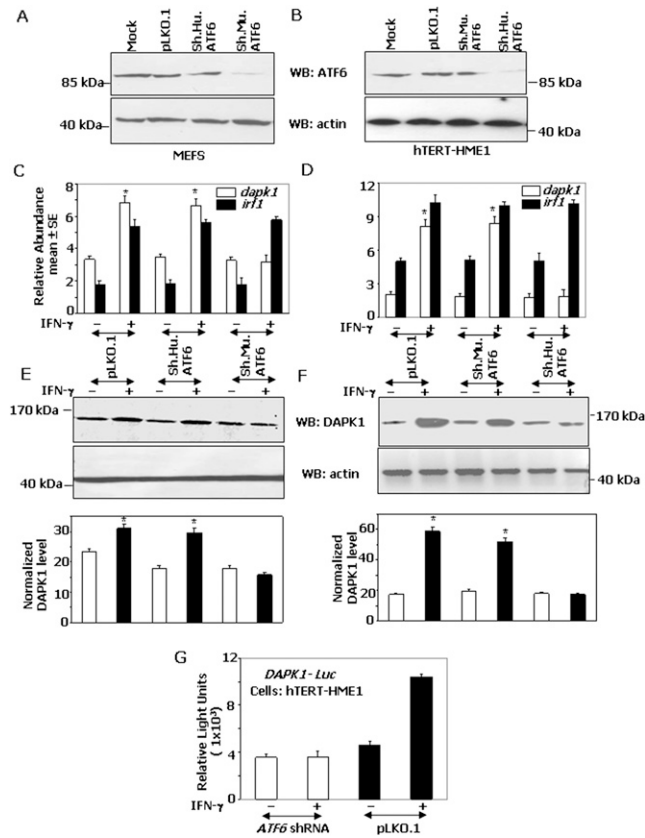 A
Mock
pLKO.1
Sh.Hu. ATF6
Sh.Mu. ATF6
85 kDa
40 kDa
MEFS
WB: ATF6
WB: actin
B
Mock
pLKO.1
Sh.Mu. ATF6
Sh.Hu. ATF6
85 kDa
40 kDa
hTERT-HME1
C
Relative Abundance
mean ± SE
8
6
4
2
0
* *
dapk1
irf1
IFN-γ − + − + − +
pLKO.1
Sh.Hu. ATF6
Sh.Mu. ATF6
D
12
9
6
3
0
* *
dapk1
irf1
IFN-γ − + − + − +
pLKO.1
Sh.Mu. ATF6
Sh.Hu. ATF6
E
IFN-γ − + − + − +
170 kDa
40 kDa
WB: DAPK1
WB: actin
Normalized
DAPK1 level
30
20
10
0
* *
F
IFN-γ − + − + − +
170 kDa
40 kDa
Normalized
DAPK1 level
60
40
20
0
* *
G
Relative Light Units
( 1x10³)
12
8
4
0
DAPK1- Luc
Cells: hTERT-HME1
IFN-γ − + − +
ATF6 shRNA pLKO.1